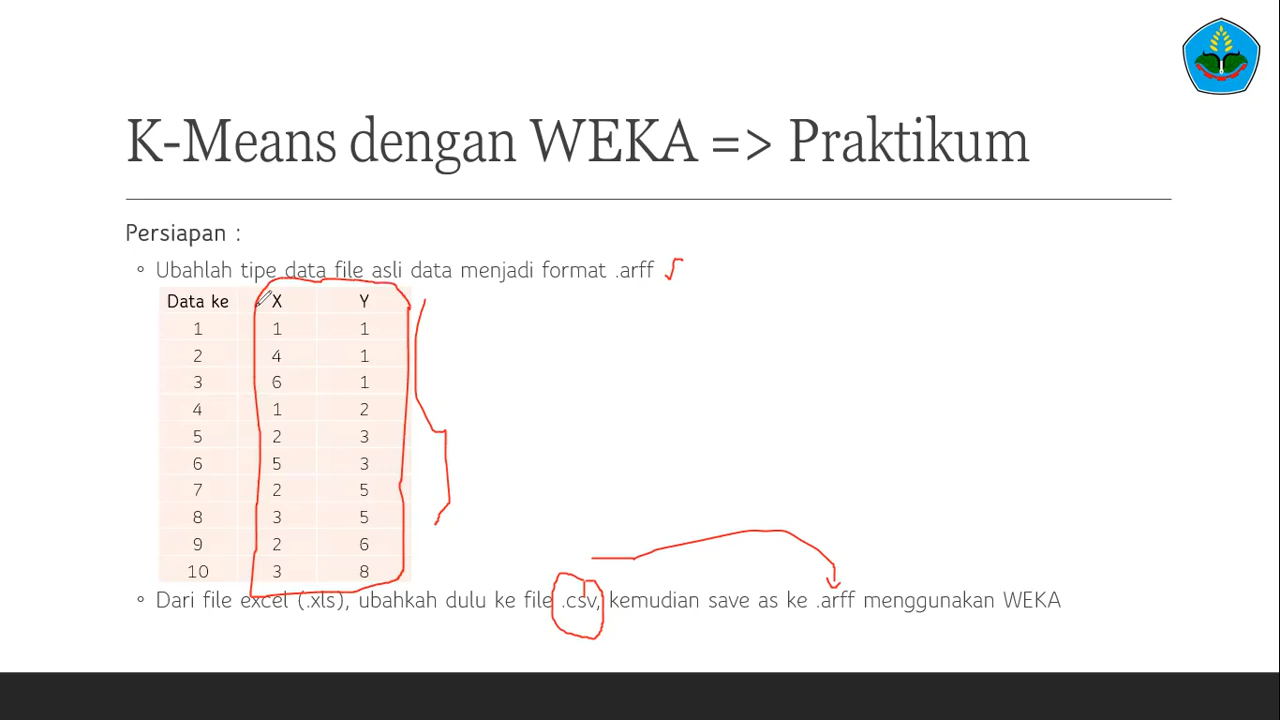 K-Means dengan WEKA => Praktikum
Persiapan :
◦ Ubahlah tipe data file asli data menjadi format .arff
Data ke X Y
1 1 1
2 4 1
3 6 1
4 1 2
5 2 3
6 5 3
7 2 5
8 3 5
9 2 6
10 3 8
◦ Dari file excel (.xls), ubahkah dulu ke file .csv, kemudian save as ke .arff menggunakan WEKA